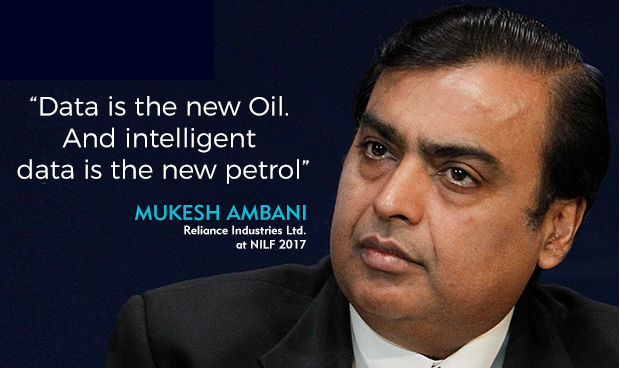 “Data is the new Oil.
And intelligent
data is the new petrol”
MUKESH AMBANI
Reliance Industries Ltd.
at NILF 2017